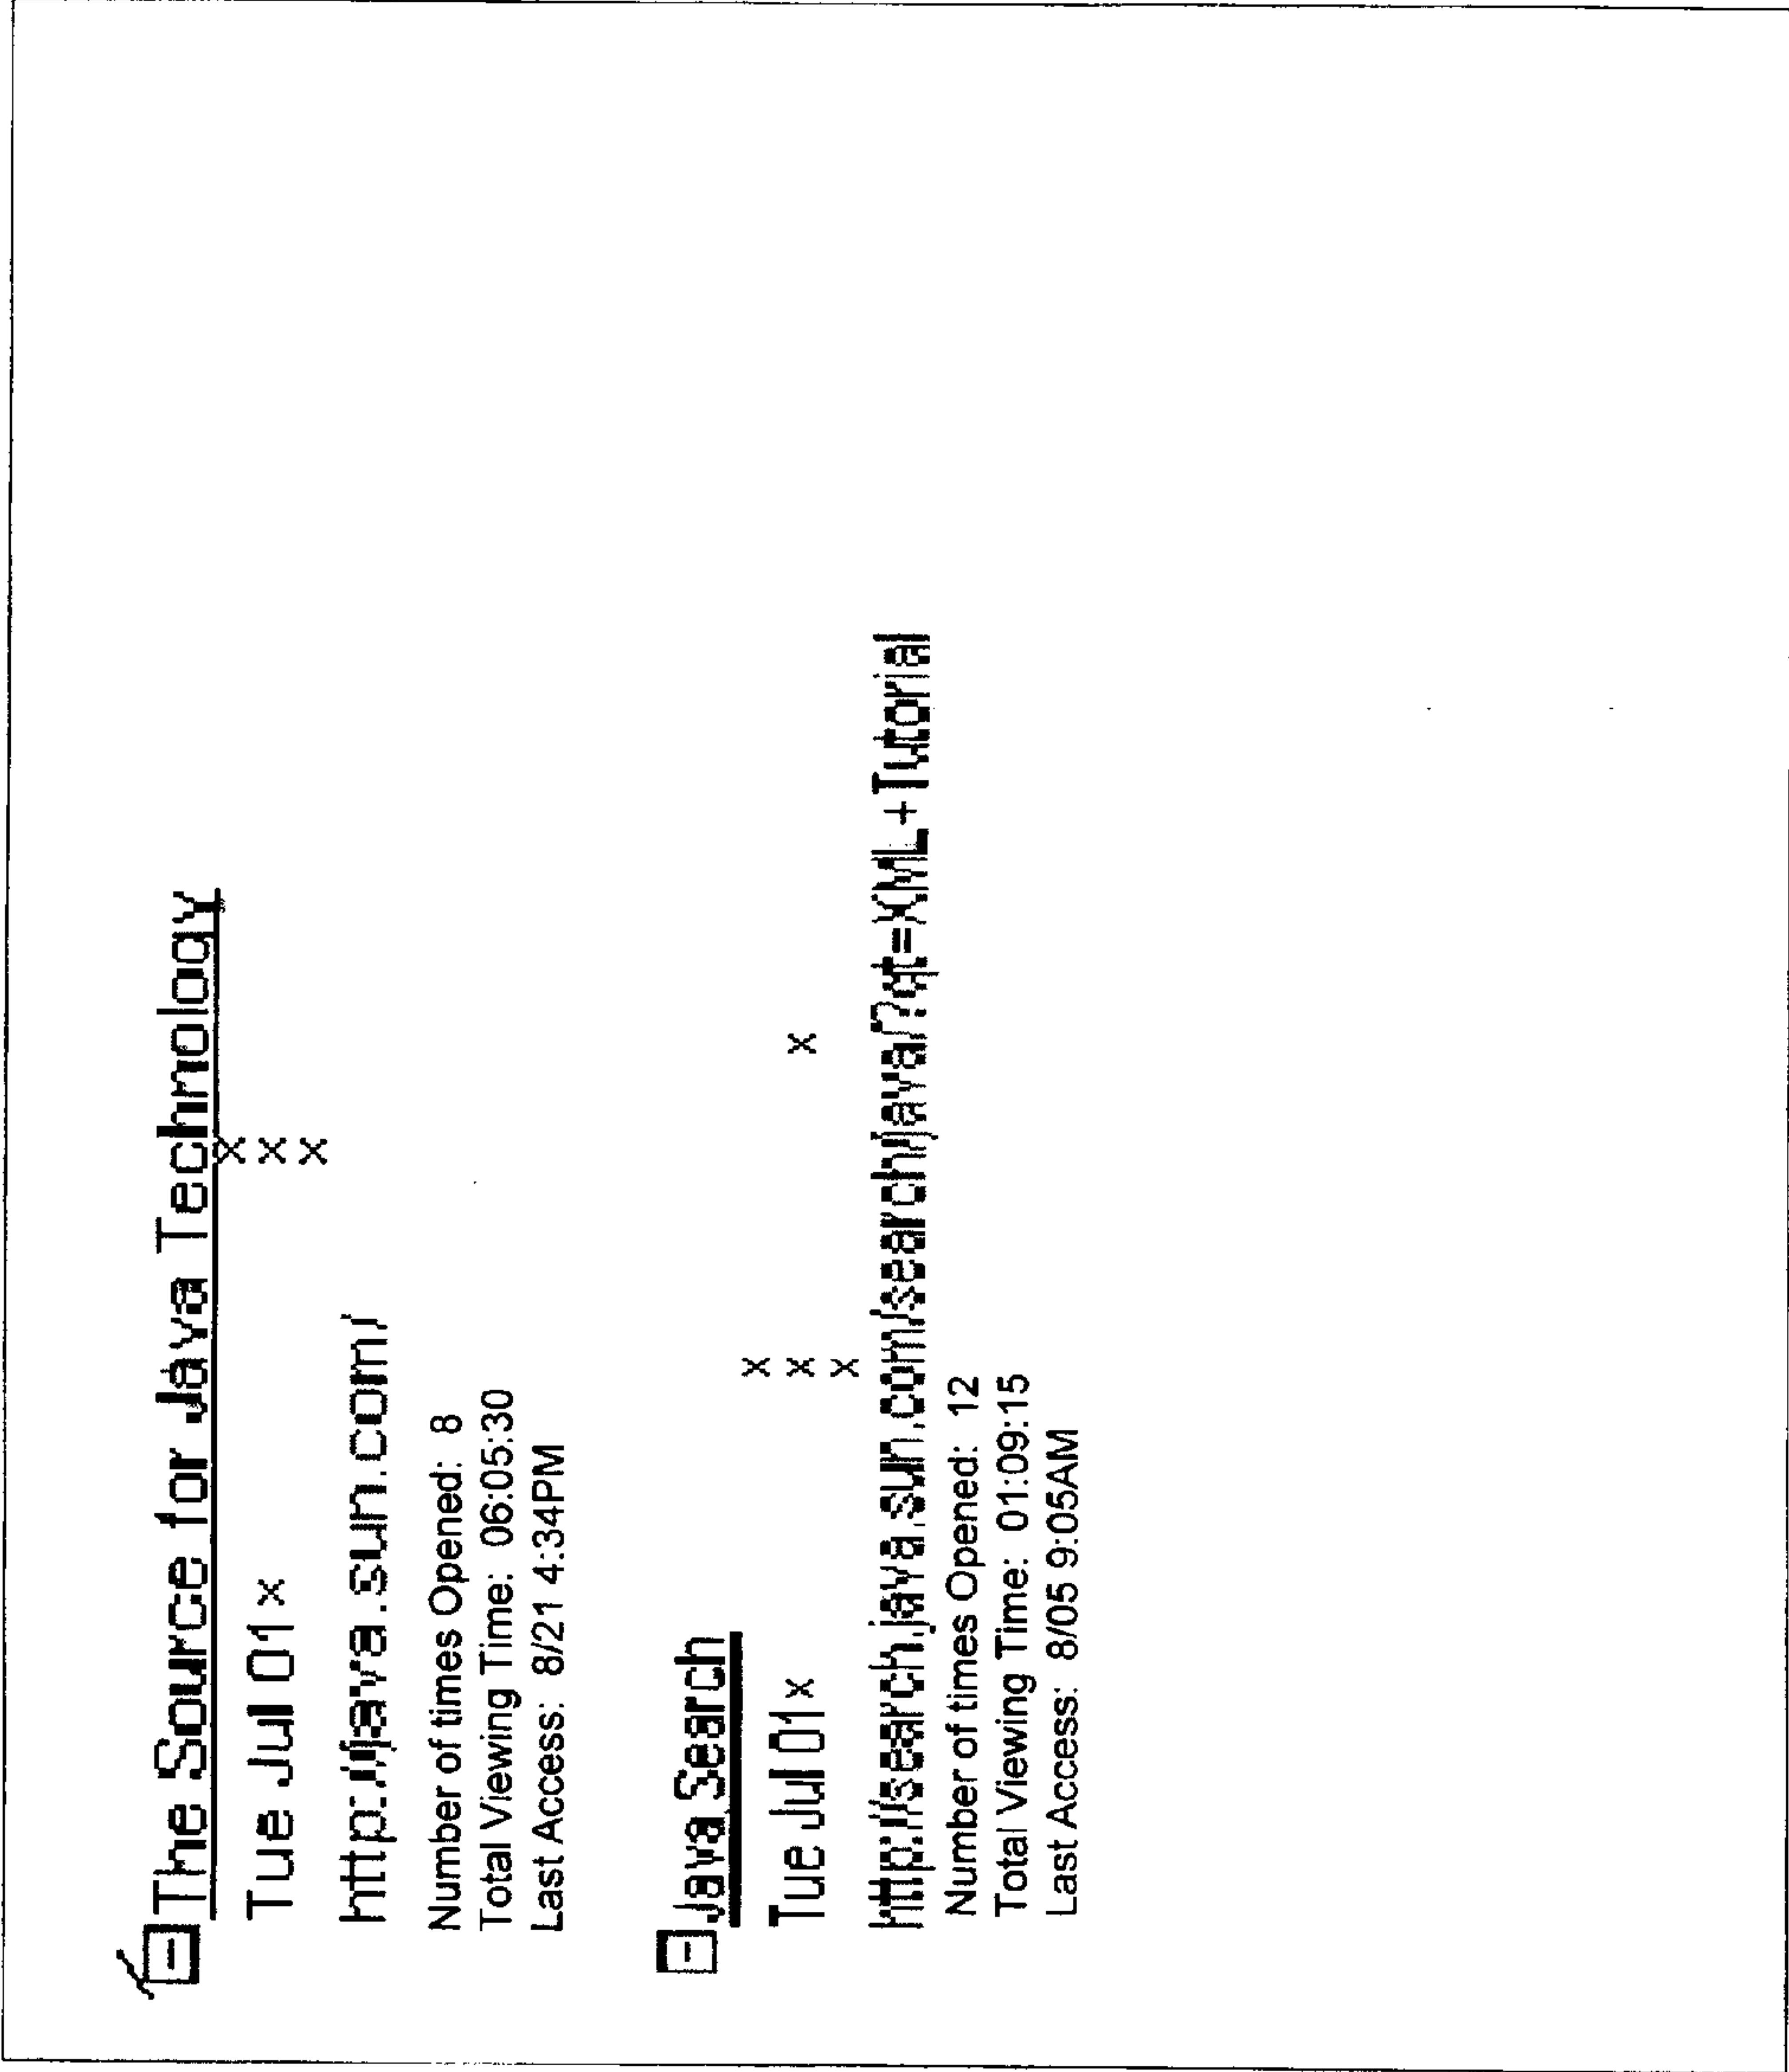 The Source for Java Technology
x
Tue Jul 01 x x
x
http://java.sun.com/
Number of times Opened: 8
Total Viewing Time: 06:05:30
Last Access: 8/21 4:34PM
Java Search
x
Tue Jul 01 x x x
x
http://search.java.sun.com/search/java/?qt=XML+Tutorial
Number of times Opened: 12
Total Viewing Time: 01:09:15
Last Access: 8/05 9:05AM